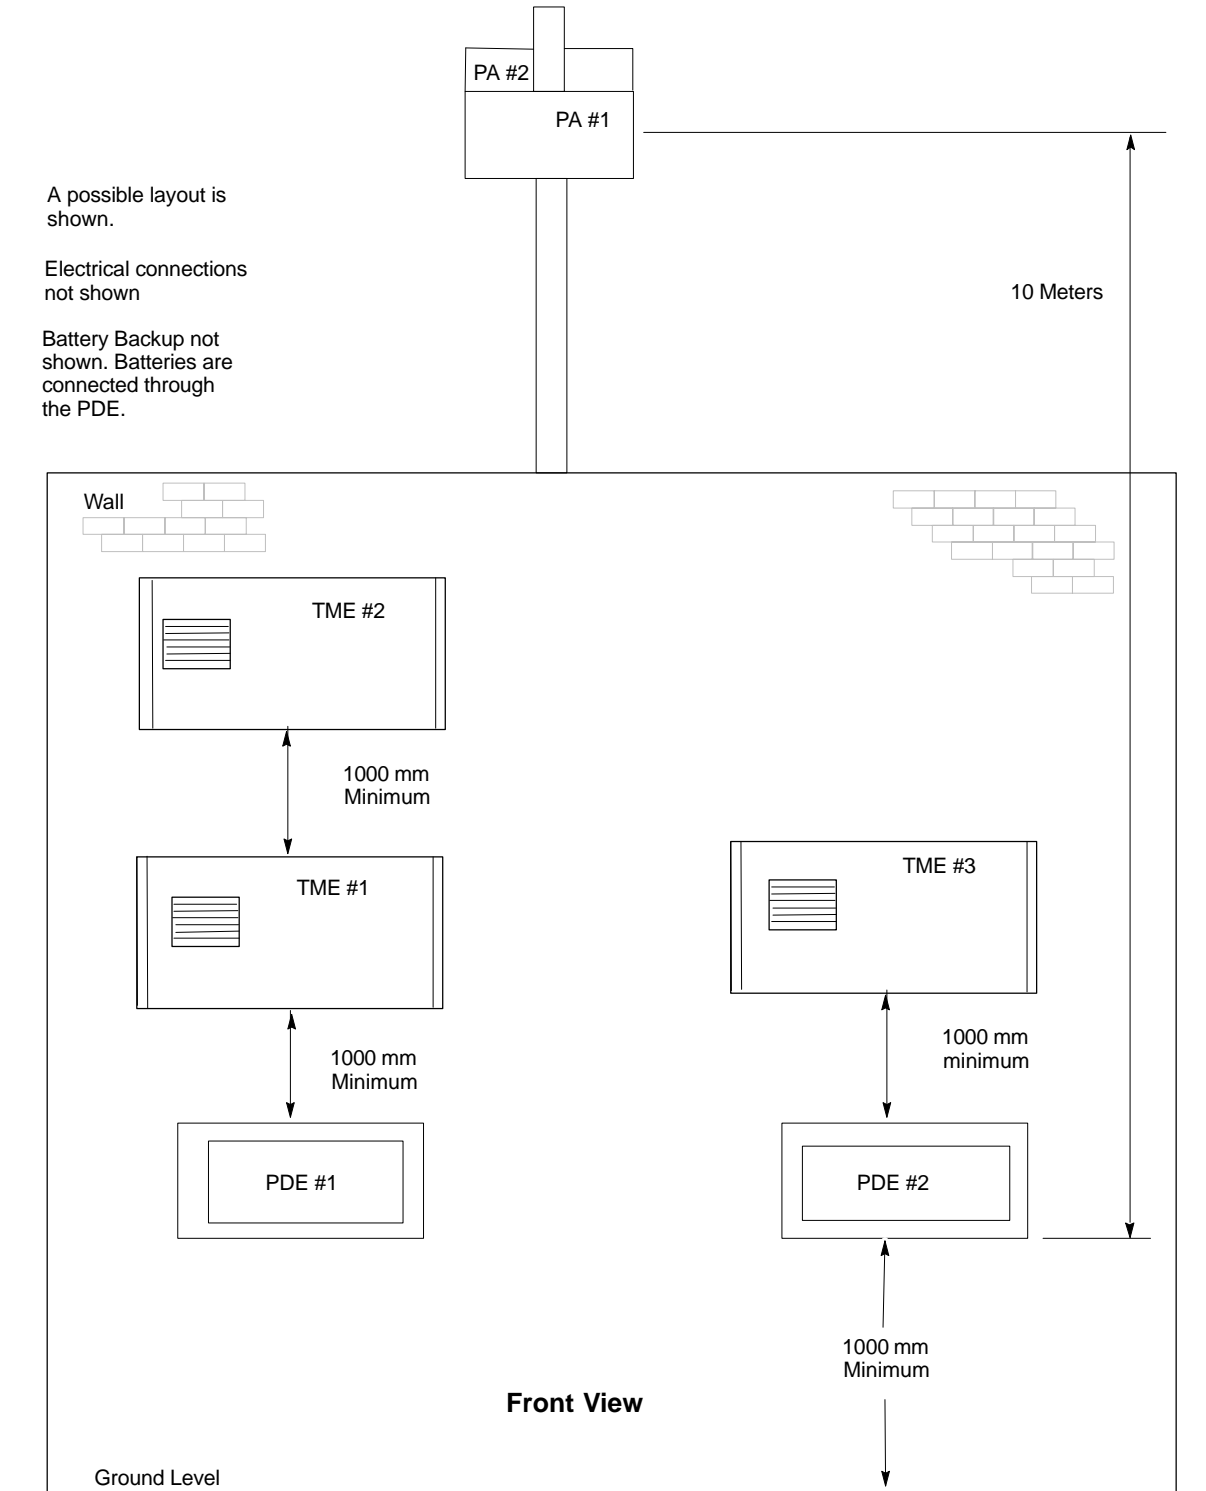 PA #2
PA #1
A possible layout is
shown.
Electrical connections
not shown
10 Meters
Battery Backup not
shown. Batteries are
connected through
the PDE.
Wall
TME #2
1000 mm
Minimum
TME #1
TME #3
1000 mm
Minimum
1000 mm
minimum
PDE #1
PDE #2
1000 mm
Minimum
Front View
Ground Level